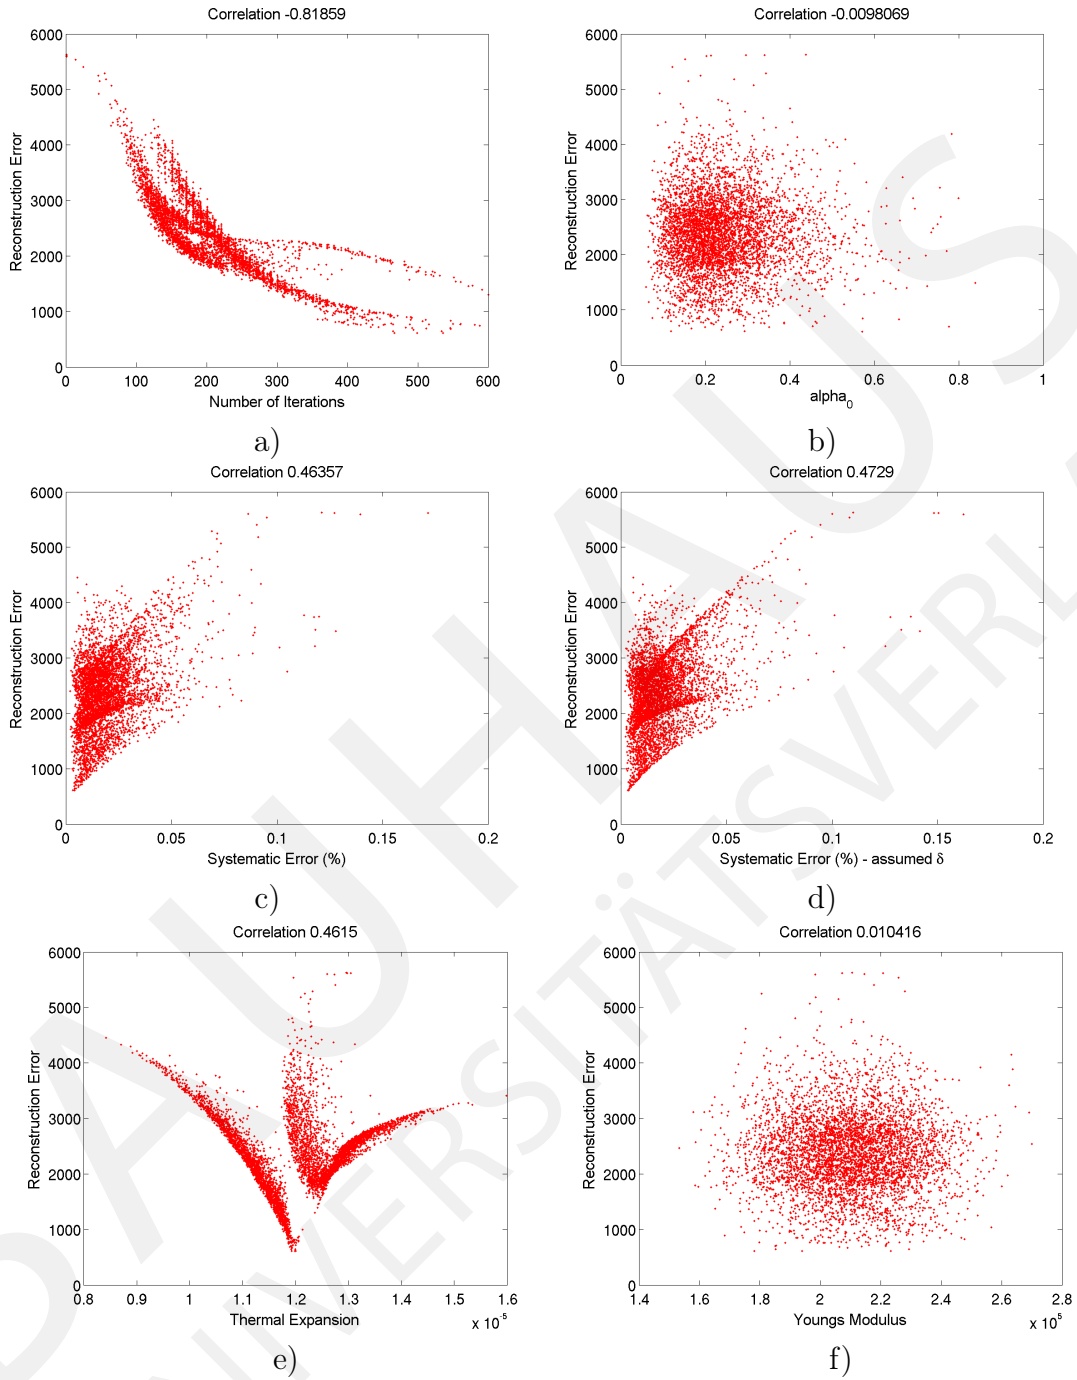 Correlation -0.81859
Reconstruction Error
6000
5000
4000
3000
2000
1000
0
0 100 200 300 400 500 600
Number of Iterations
a)
Correlation -0.0098069
Reconstruction Error
6000
5000
4000
3000
2000
1000
0
0 0.2 0.4 0.6 0.8 1
alpha0
b)
Correlation 0.46357
Reconstruction Error
6000
5000
4000
3000
2000
1000
0
0 0.05 0.1 0.15 0.2
Systematic Error (%)
c)
Correlation 0.4729
Reconstruction Error
6000
5000
4000
3000
2000
1000
0
0 0.05 0.1 0.15 0.2
Systematic Error (%) - assumed δ
d)
Correlation 0.4615
Reconstruction Error
6000
5000
4000
3000
2000
1000
0
0.8 0.9 1 1.1 1.2 1.3 1.4 1.5 1.6
Thermal Expansion
x 10-5
e)
Correlation 0.010416
Reconstruction Error
6000
5000
4000
3000
2000
1000
0
1.4 1.6 1.8 2 2.2 2.4 2.6 2.8
Youngs Modulus
x 105
f)
BAUHAUS
UNIVERSITÄTSVERL